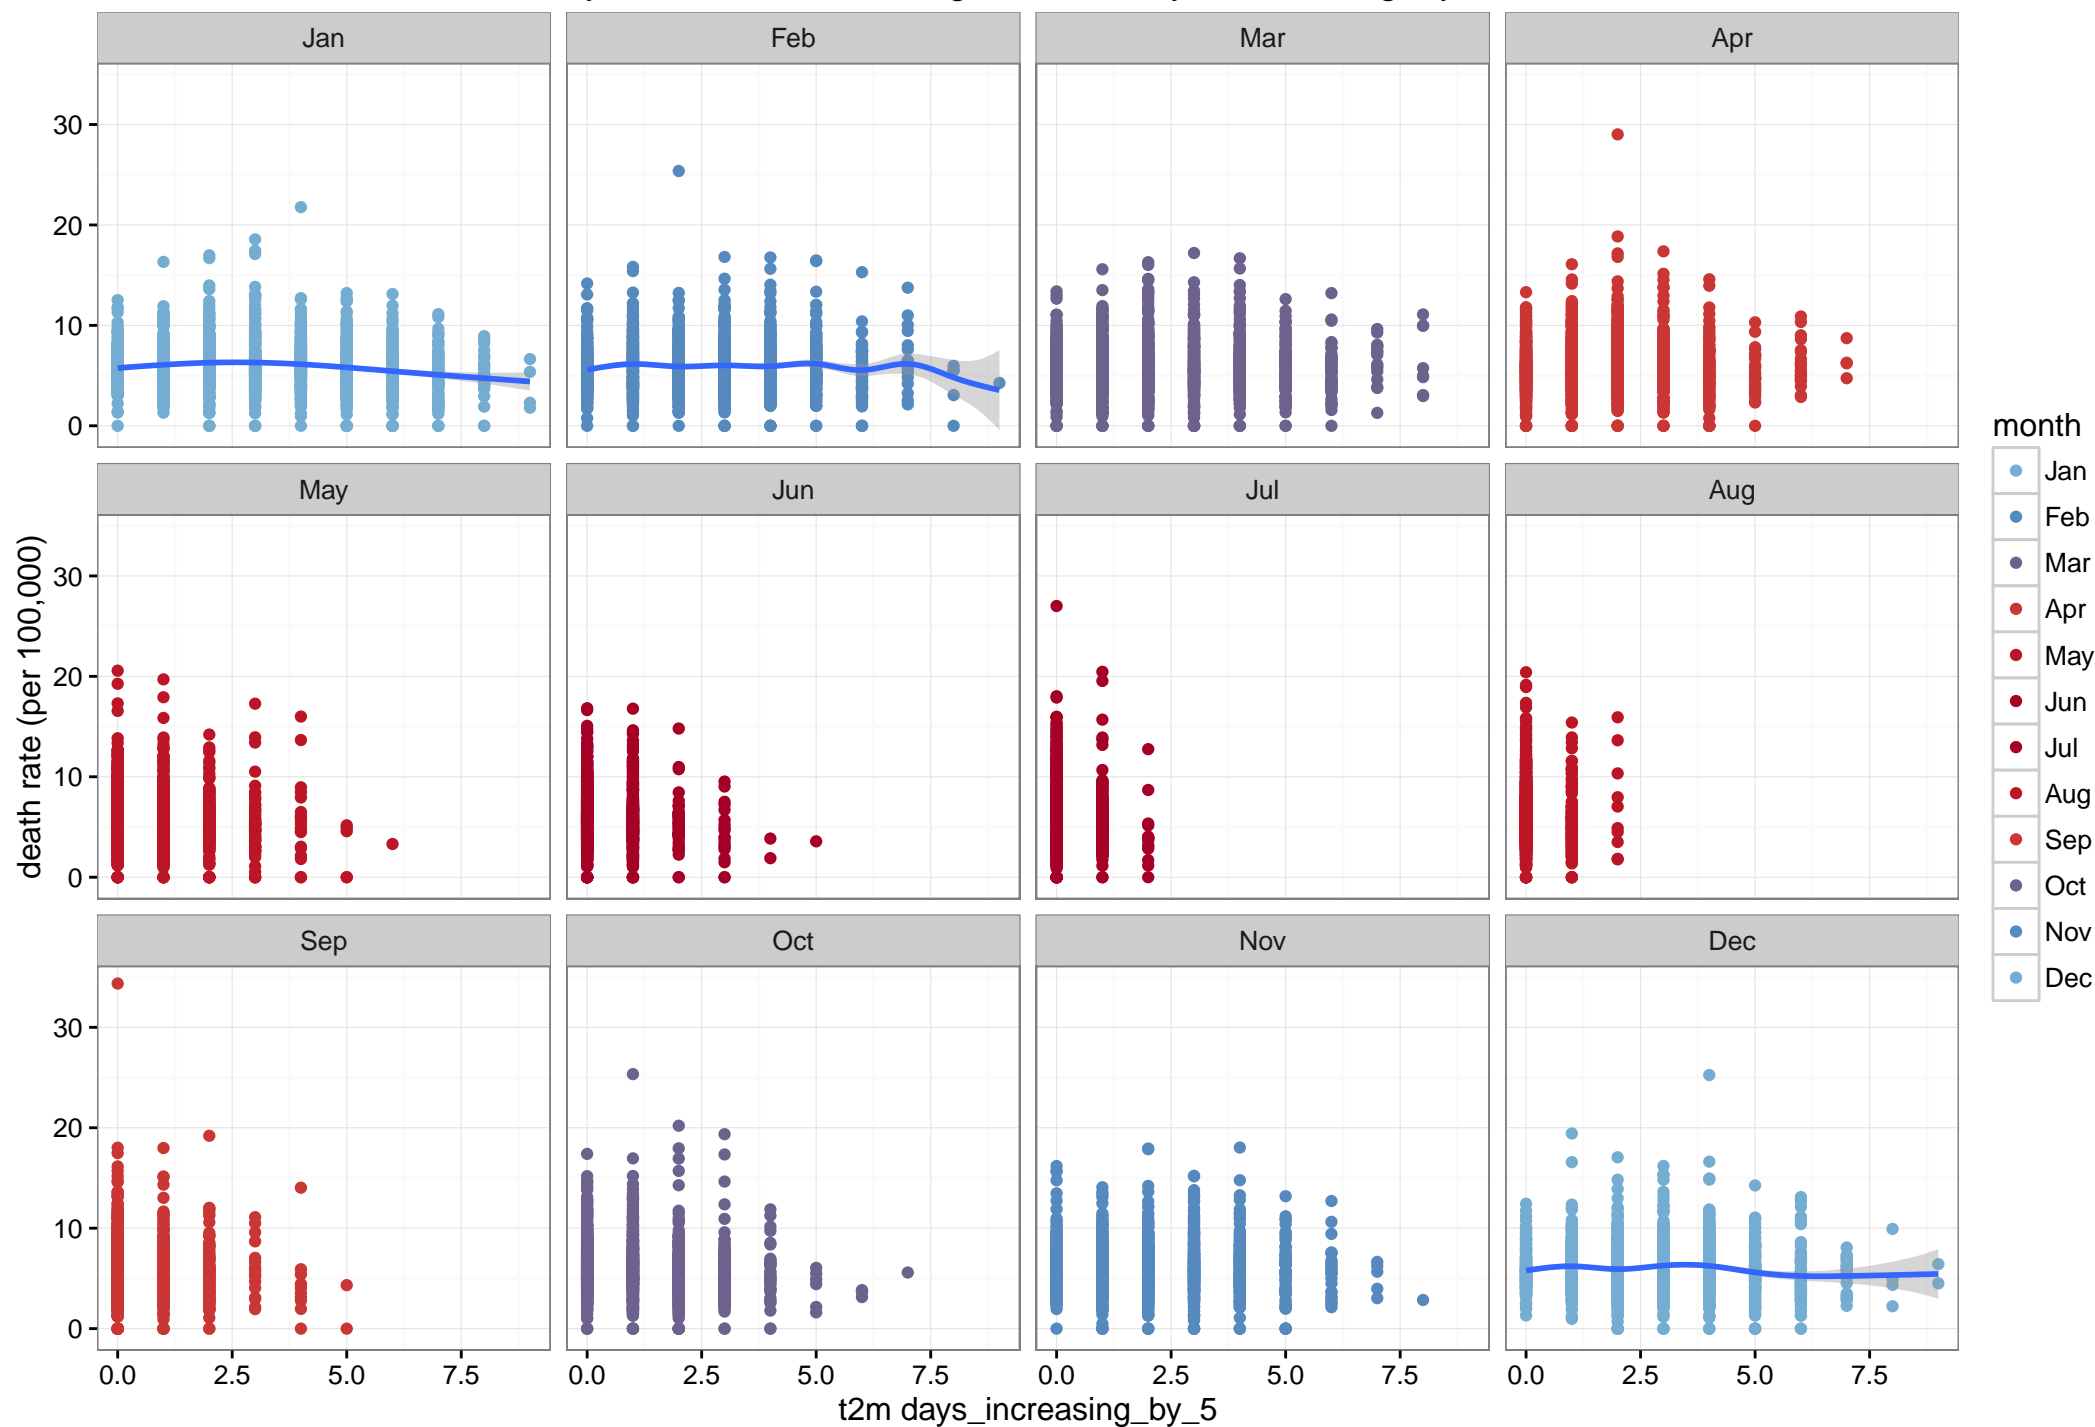 Jan Feb Mar Apr
30
20
10
0
May Jun Jul Aug
30
20
10
0
Sep Oct Nov Dec
30
20
10
0
0.0 2.5 5.0 7.5 0.0 2.5 5.0 7.5 0.0 2.5 5.0 7.5 0.0 2.5 5.0 7.5
t2m days_increasing_by_5
death rate (per 100,000)
month
Jan
Feb
Mar
Apr
May
Jun
Jul
Aug
Sep
Oct
Nov
Dec